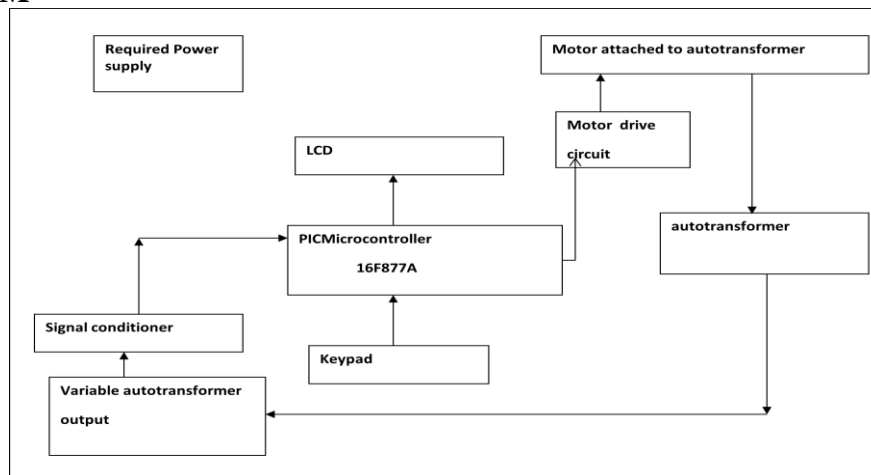 Required Power
supply
Motor attached to autotransformer
Motor drive
circuit
LCD
PICMicrocontroller
16F877A
autotransformer
Signal conditioner
Keypad
Variable autotransformer
output